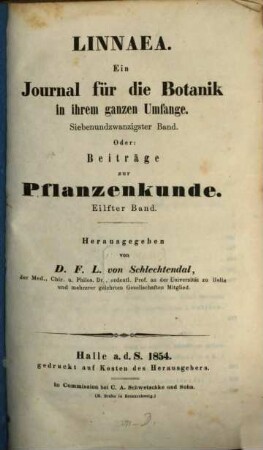 LINNAEA.
Ein
Journal für die Botanik
in ihrem ganzen Umfange.
Siebenundzwanzigster Band.
Oder:
Beiträge
zur
Pflanzenkunde.
Eilfter Band.
Herausgegeben
von
D. F. L. von Schlechtendal,
der Med., Chir. u. Philos. Dr., ordentl. Prof. an der Universität zu Halle
und mehrerer gelehrten Gesellschaften Mitglied.
Halle a. d. S. 1854.
gedruckt auf Kosten des Herausgebers.
In Commission bei C. A. Schwetschke und Sohn.